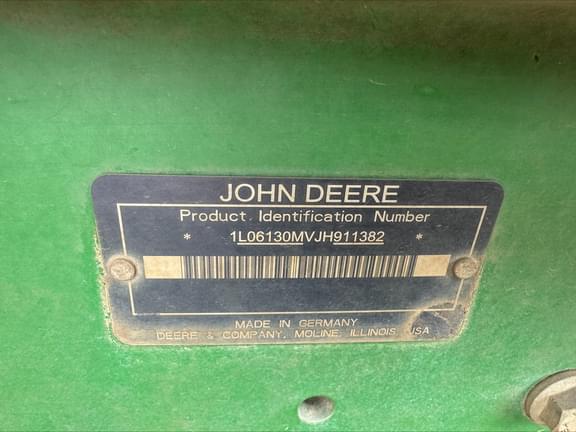 JOHN DEERE
Product Identification Number
* 1L06130MVJH911382 *
MADE IN GERMANY
DEERE & COMPANY, MOLINE, ILLINOIS, USA